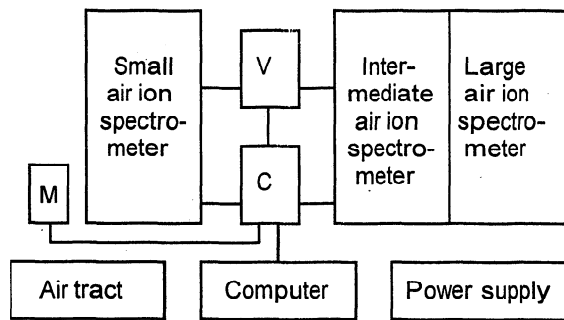 Small
air ion
spectro-
meter
V
Inter-
mediate
air ion
spectro-
meter
Large
air ion
spectro-
meter
M
C
Air tract
Computer
Power supply